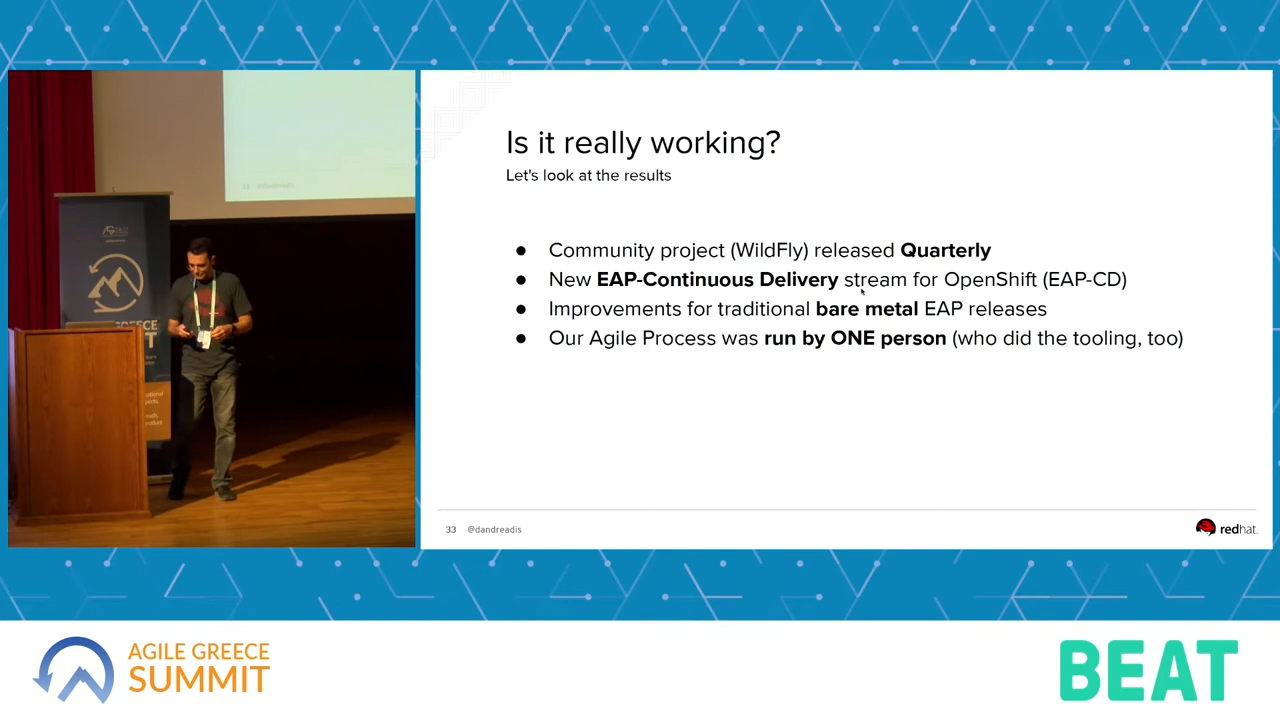 Is it really working?
Let's look at the results
● Community project (WildFly) released Quarterly
● New EAP-Continuous Delivery stream for OpenShift (EAP-CD)
● Improvements for traditional bare metal EAP releases
● Our Agile Process was run by ONE person (who did the tooling, too)
33 @dandreadis
redhat.
AGILE GREECE
SUMMIT
BEAT